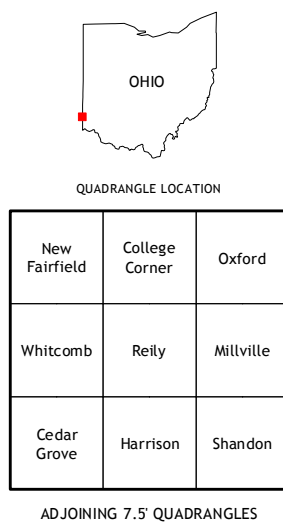 OHIO
QUADRANGLE LOCATION
New
Fairfield
College
Corner
Oxford
Whitcomb
Reily
Millville
Cedar
Grove
Harrison
Shandon
ADJOINING 7.5' QUADRANGLES